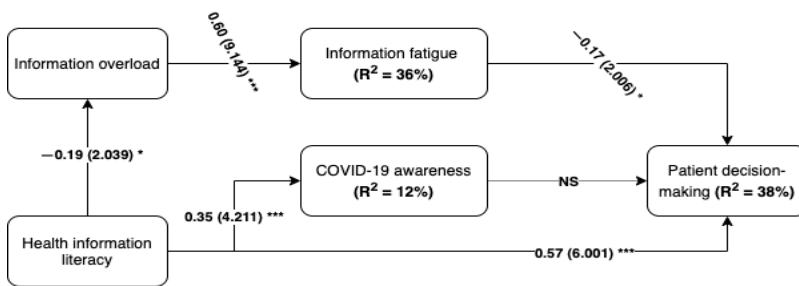 0.60 (9.144) ***
−0.17 (2.006) *
Information overload
Information fatigue
(R² = 36%)
−0.19 (2.039) *
COVID-19 awareness
(R² = 12%)
NS
Patient decision-
making (R² = 38%)
0.35 (4.211) ***
Health information
literacy
0.57 (6.001) ***